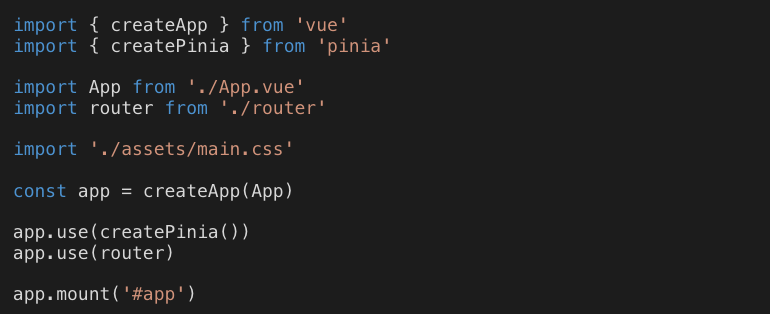 import { createApp } from 'vue'
import { createPinia } from 'pinia'
import App from './App.vue'
import router from './router'
import './assets/main.css'
const app = createApp(App)
app.use(createPinia())
app.use(router)
app.mount('#app')